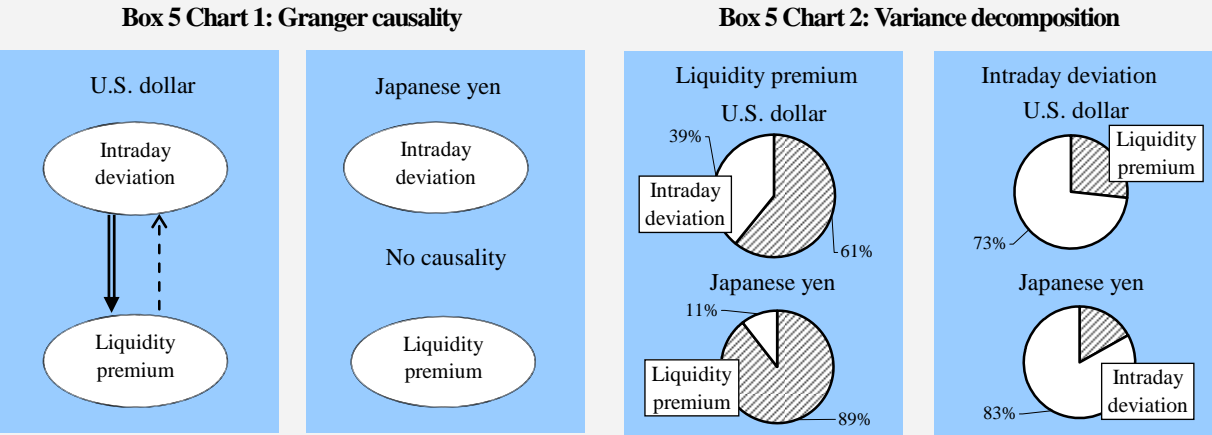 Box 5 Chart 1: Granger causality
U.S. dollar
Intraday
deviation
Liquidity
premium
Japanese yen
Intraday
deviation
No causality
Liquidity
premium
Box 5 Chart 2: Variance decomposition
Liquidity premium
U.S. dollar
39%
Intraday
deviation
61%
Japanese yen
11%
Liquidity
premium
89%
Intraday deviation
U.S. dollar
Liquidity
premium
73%
Japanese yen
Intraday
deviation
83%